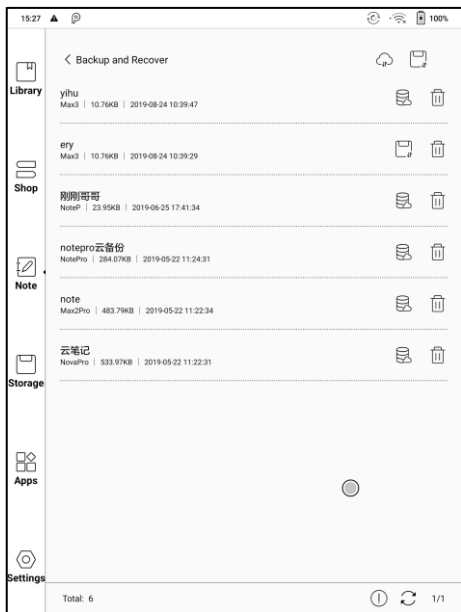 15:27 100%
Backup and Recover
Library
yihu
Max3 | 10.76KB | 2019-08-24 10:39:47
ery
Max3 | 10.76KB | 2019-08-24 10:39:29
Shop
刚刚哥哥
NoteP | 23.95KB | 2019-06-25 17:41:34
notepro云备份
NotePro | 284.07KB | 2019-05-22 11:24:31
Note
note
Max2Pro | 483.79KB | 2019-05-22 11:22:34
云笔记
NovaPro | 533.97KB | 2019-05-22 11:22:31
Storage
Apps
Settings
Total: 6 1/1